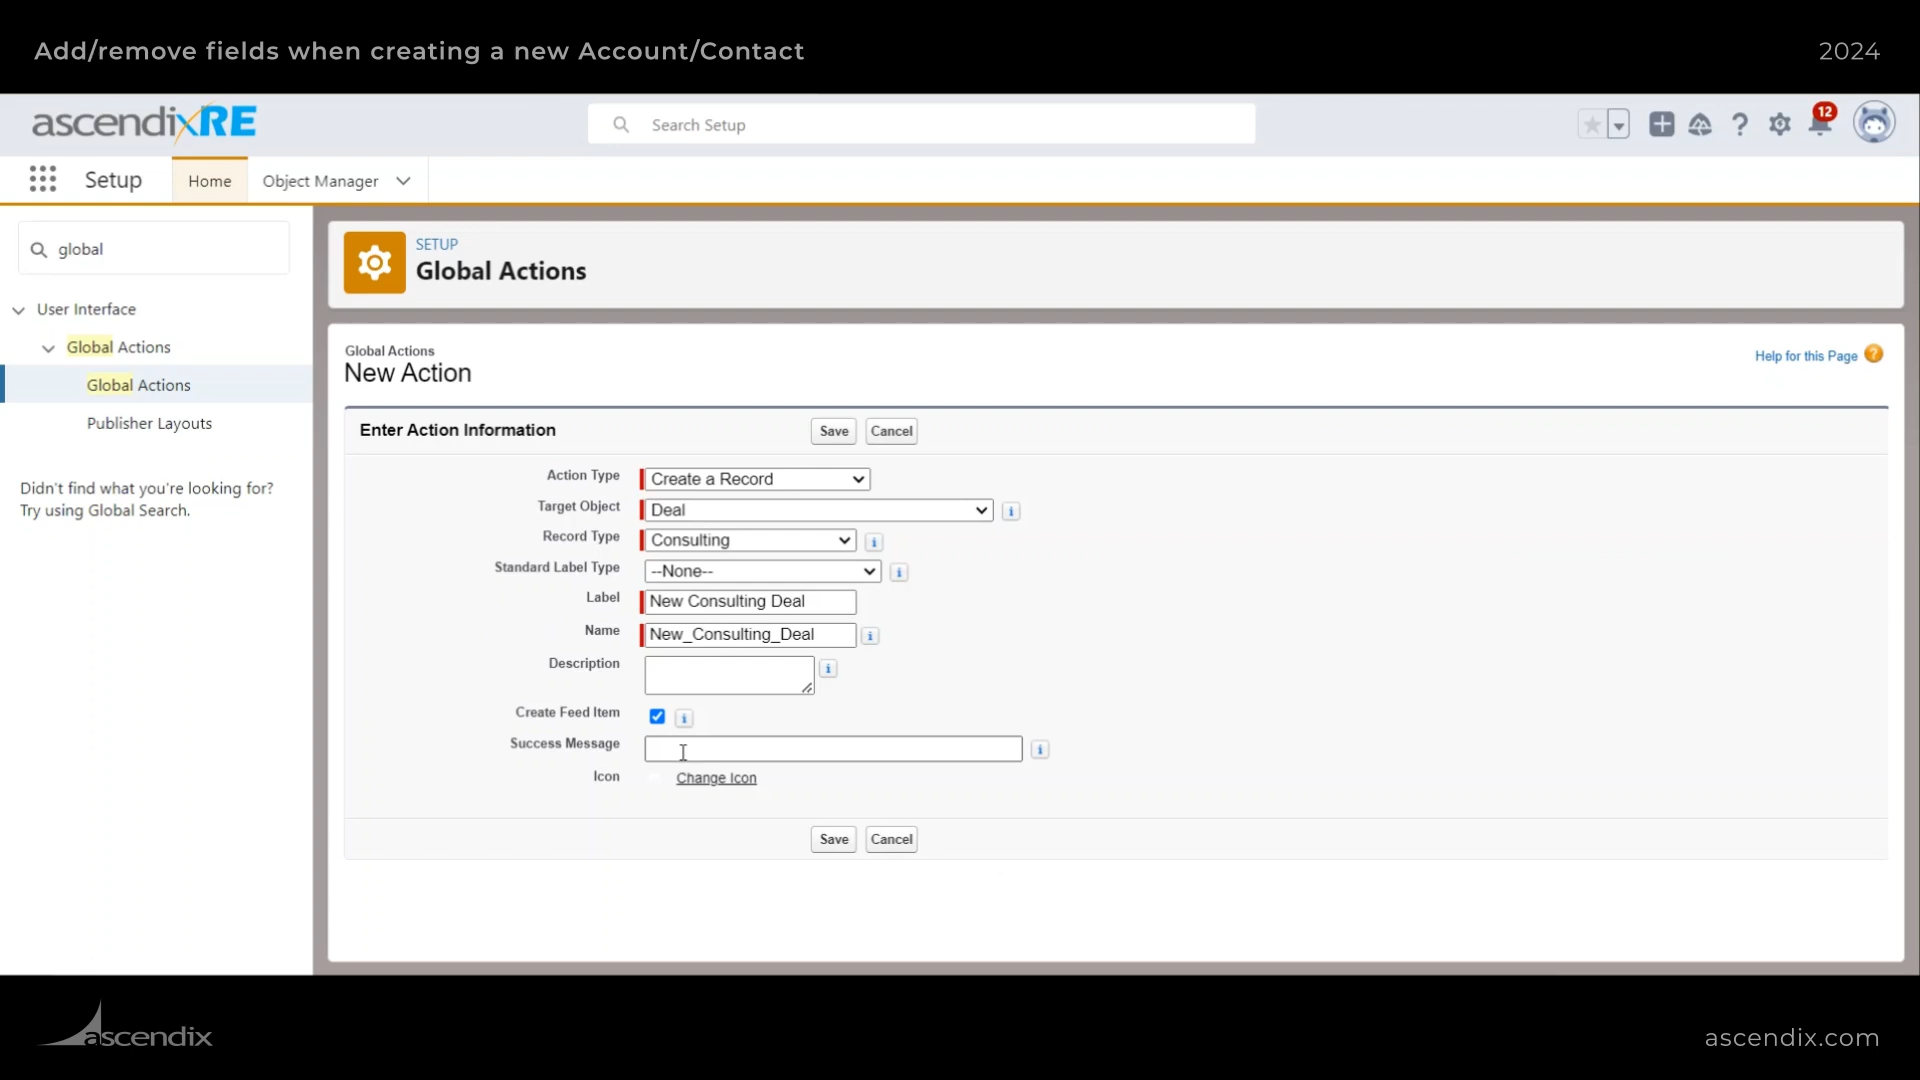 Add/remove fields when creating a new Account/Contact
2024
ascendixRE
Search Setup
12
Setup
Home
Object Manager
global
SETUP
Global Actions
User Interface
Global Actions
Global Actions
Publisher Layouts
Didn't find what you're looking for?
Try using Global Search.
Global Actions
New Action
Help for this Page
Enter Action Information
Save
Cancel
Action Type
Create a Record
Target Object
Deal
Record Type
Consulting
Standard Label Type
--None--
Label
New Consulting Deal
Name
New_Consulting_Deal
Description
Create Feed Item
Success Message
Icon
Change Icon
Save
Cancel
ascendix
ascendix.com